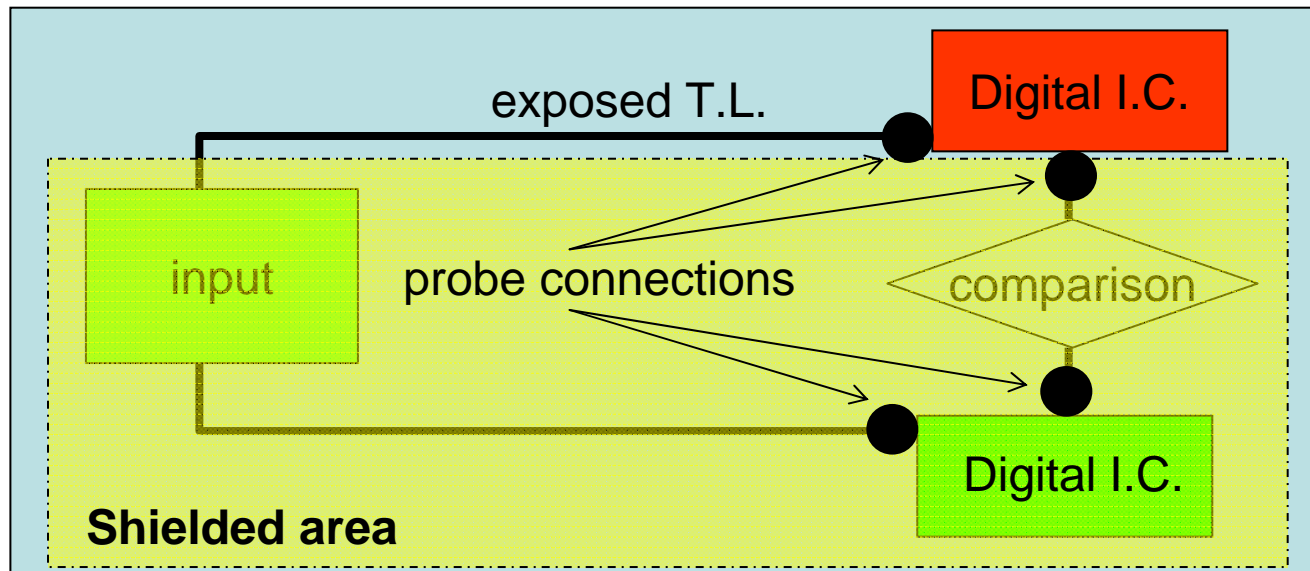 Digital I.C.
exposed T.L.
input
probe connections
comparison
Digital I.C.
Shielded area